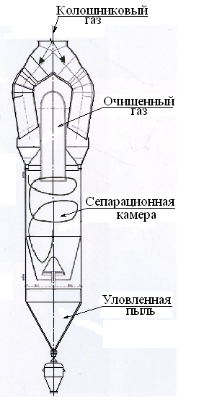 Колошниковый
газ
Очищенный
газ
Сепарационная
камера
Уловленная
пыль